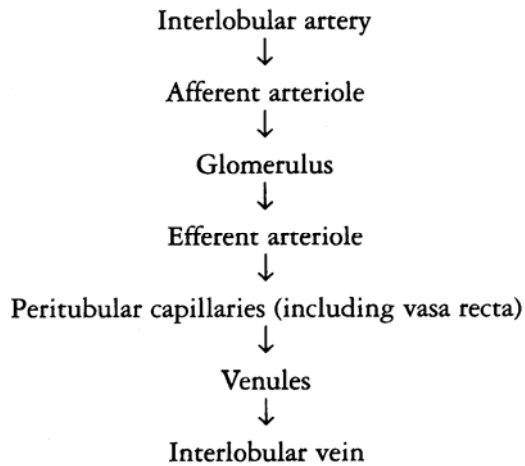 Interlobular artery
↓
Afferent arteriole
↓
Glomerulus
↓
Efferent arteriole
↓
Peritubular capillaries (including vasa recta)
↓
Venules
↓
Interlobular vein